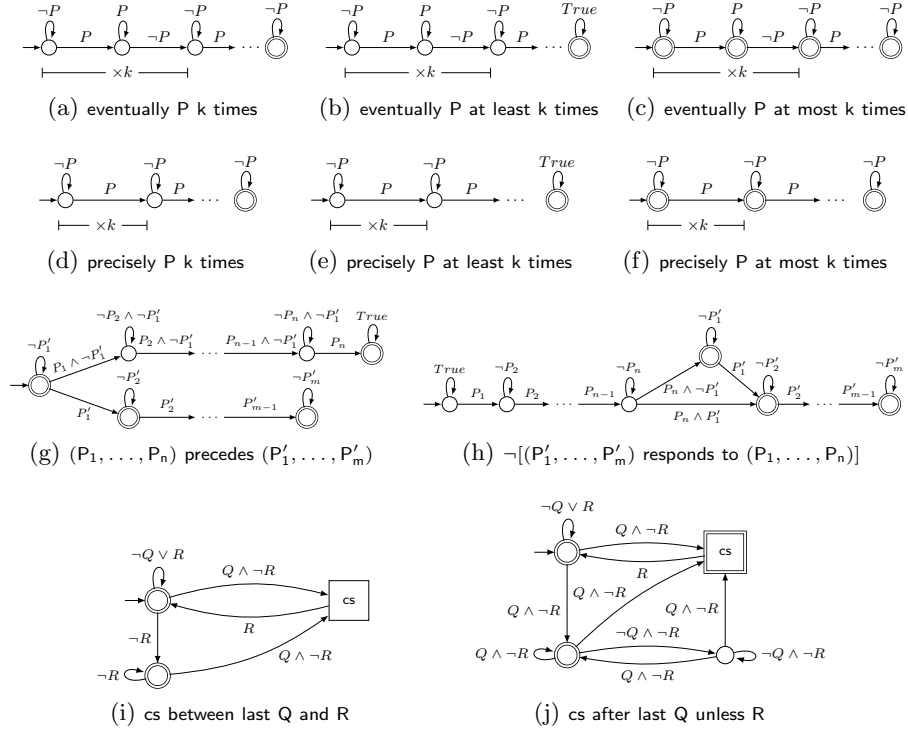 ¬P P ¬P ¬P
P ¬P P ···
×k
(a) eventually P k times
¬P P ¬P True
P ¬P P ···
×k
(b) eventually P at least k times
¬P P ¬P ¬P
P ¬P P ···
×k
(c) eventually P at most k times
¬P ¬P ¬P
P P ···
×k
(d) precisely P k times
¬P ¬P True
P P ···
×k
(e) precisely P at least k times
¬P ¬P ¬P
P P ···
×k
(f) precisely P at most k times
¬P₂ ∧ ¬P′₁ ¬Pₙ ∧ ¬P′₁ True
¬P′₁ P₁ ∧ ¬P′₁ P₂ ∧ ¬P′₁ ··· Pₙ₋₁ ∧ ¬P′₁ Pₙ
¬P′₂ ¬P′ₘ
P′₁ P′₂ ··· P′ₘ₋₁
(g) (P₁, . . . , Pₙ) precedes (P′₁, . . . , P′ₘ)
¬P′₁
True ¬P₂ ¬Pₙ P′₁ ¬P′₂ ¬P′ₘ
P₁ P₂ ··· Pₙ₋₁ Pₙ ∧ ¬P′₁ P′₂ ··· P′ₘ₋₁
Pₙ ∧ P′₁
(h) ¬[(P′₁, . . . , P′ₘ) responds to (P₁, . . . , Pₙ)]
¬Q ∨ R
Q ∧ ¬R
cs
R
¬R
¬R Q ∧ ¬R
(i) cs between last Q and R
¬Q ∨ R
Q ∧ ¬R
cs
R
Q ∧ ¬R Q ∧ ¬R Q ∧ ¬R
¬Q ∧ ¬R
Q ∧ ¬R ¬Q ∧ ¬R
Q ∧ ¬R
(j) cs after last Q unless R